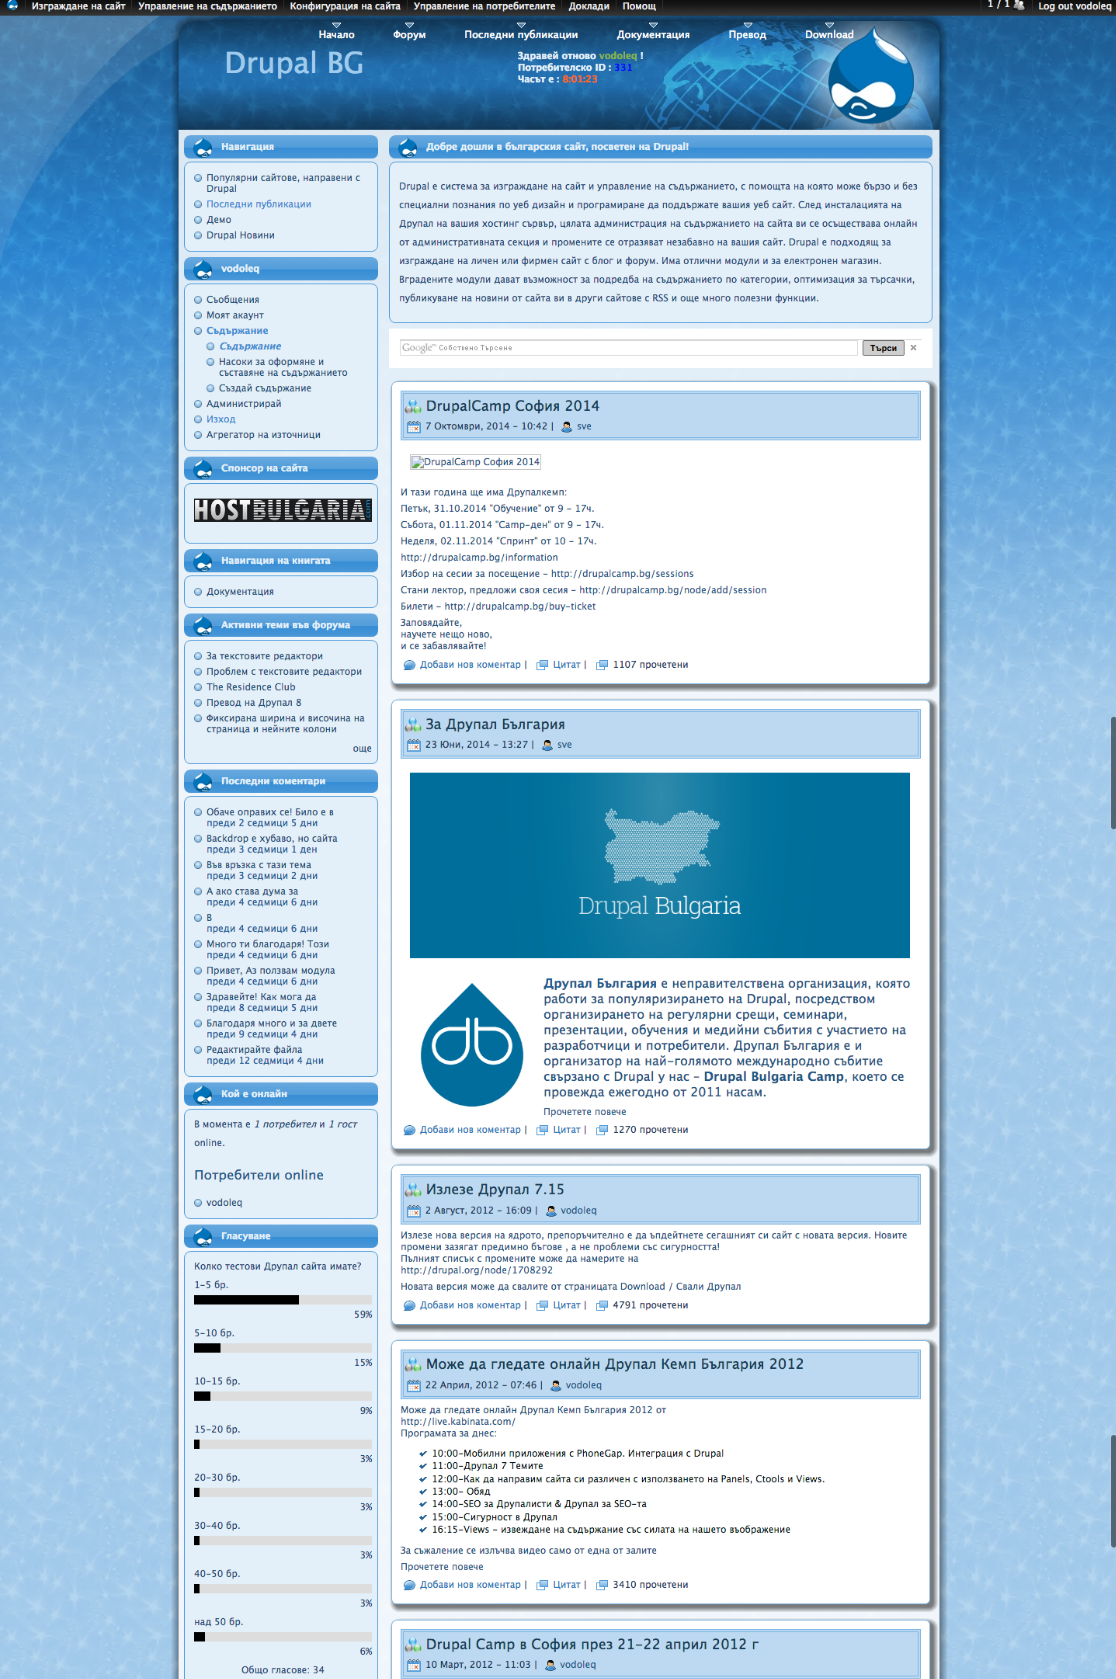 Изграждане на сайт Управление на съдържанието Конфигурация на сайта Управление на потребителите Доклади Помощ 1 / 1 Log out vodoleq
Начало Форум Последни публикации Документация Превод Download
Drupal BG
Здравей отново vodoleq !
Потребителско ID : 331
Часът е : 8:01:23
Навигация
Популярни сайтове, направени с
Drupal
Последни публикации
Демо
Drupal Новини
vodoleq
Съобщения
Моят акаунт
Съдържание
Съдържание
Насоки за оформяне и
съставяне на съдържанието
Създай съдържание
Администрирай
Изход
Агрегатор на източници
Спонсор на сайта
HOSTBULGARIA.com
Навигация на книгата
Документация
Активни теми във форума
За текстовите редактори
Проблем с текстовите редактори
The Residence Club
Превод на Друпал 8
Фиксирана ширина и височина на
страница и нейните колони
още
Последни коментари
Обаче оправих се! Било е в
преди 2 седмици 5 дни
Backdrop е хубаво, но сайта
преди 3 седмици 1 ден
Във връзка с тази тема
преди 3 седмици 2 дни
А ако става дума за
преди 4 седмици 6 дни
В
преди 4 седмици 6 дни
Много ти благодаря! Този
преди 4 седмици 6 дни
Привет, Аз ползвам модула
преди 4 седмици 6 дни
Здравейте! Как мога да
преди 8 седмици 5 дни
Благодаря много и за двете
преди 9 седмици 4 дни
Редактирайте файла
преди 12 седмици 4 дни
Кой е онлайн
В момента е 1 потребител и 1 гост
online.
Потребители online
vodoleq
Гласуване
Колко тестови Друпал сайта имате?
1-5 бр.
59%
5-10 бр.
15%
10-15 бр.
9%
15-20 бр.
3%
20-30 бр.
3%
30-40 бр.
3%
40-50 бр.
3%
над 50 бр.
6%
Общо гласове: 34
Добре дошли в българския сайт, посветен на Drupal!
Drupal е система за изграждане на сайт и управление на съдържанието, с помощта на която може бързо и без
специални познания по уеб дизайн и програмиране да поддържате вашия уеб сайт. След инсталацията на
Друпал на вашия хостинг сървър, цялата администрация на съдържанието на сайта ви се осъществава онлайн
от административната секция и промените се отразяват незабавно на вашия сайт. Drupal е подходящ за
изграждане на личен или фирмен сайт с блог и форум. Има отлични модули и за електронен магазин.
Вградените модули дават възможност за подредба на съдържанието по категории, оптимизация за търсачки,
публикуване на новини от сайта ви в други сайтове с RSS и още много полезни функции.
Google™ Собствено Търсене Търси ×
DrupalCamp София 2014
7 Октомври, 2014 - 10:42 | sve
DrupalCamp София 2014
И тази година ще има Друпалкемп:
Петък, 31.10.2014 "Обучение" от 9 - 17ч.
Събота, 01.11.2014 "Camp-ден" от 9 - 17ч.
Неделя, 02.11.2014 "Спринт" от 10 - 17ч.
http://drupalcamp.bg/information
Избор на сесии за посещение - http://drupalcamp.bg/sessions
Стани лектор, предложи своя сесия - http://drupalcamp.bg/node/add/session
Билети - http://drupalcamp.bg/buy-ticket
Заповядайте,
научете нещо ново,
и се забавлявайте!
Добави нов коментар | Цитат | 1107 прочетени
За Друпал България
23 Юни, 2014 - 13:27 | sve
Drupal Bulgaria
db
Друпал България е неправителствена организация, която
работи за популяризирането на Drupal, посредством
организирането на регулярни срещи, семинари,
презентации, обучения и медийни събития с участието на
разработчици и потребители. Друпал България е и
организатор на най-голямото международно събитие
свързано с Drupal у нас - Drupal Bulgaria Camp, което се
провежда ежегодно от 2011 насам.
Прочетете повече
Добави нов коментар | Цитат | 1270 прочетени
Излезе Друпал 7.15
2 Август, 2012 - 16:09 | vodoleq
Излезе нова версия на ядрото, препоръчително е да ъпдейтнете сегашният си сайт с новата версия. Новите
промени зазягат предимно бъгове , а не проблеми със сигурността!
Пълният списък с промените може да намерите на
http://drupal.org/node/1708292
Новата версия може да свалите от страницата Download / Свали Друпал
Добави нов коментар | Цитат | 4791 прочетени
Може да гледате онлайн Друпал Кемп България 2012
22 Април, 2012 - 07:46 | vodoleq
Може да гледате онлайн Друпал Кемп България 2012 от
http://live.kabinata.com/
Програмата за днес:
10:00-Мобилни приложения с PhoneGap. Интеграция с Drupal
11:00-Друпал 7 Темите
12:00-Как да направим сайта си различен с използването на Panels, Ctools и Views.
13:00- Обяд
14:00-SEO за Друпалисти & Друпал за SEO-та
15:00-Сигурност в Друпал
16:15-Views - извеждане на съдържание със силата на нашето въображение
За съжаление се излъчва видео само от една от залите
Прочетете повече
Добави нов коментар | Цитат | 3410 прочетени
Drupal Camp в София през 21-22 април 2012 г
10 Март, 2012 - 11:03 | vodoleq